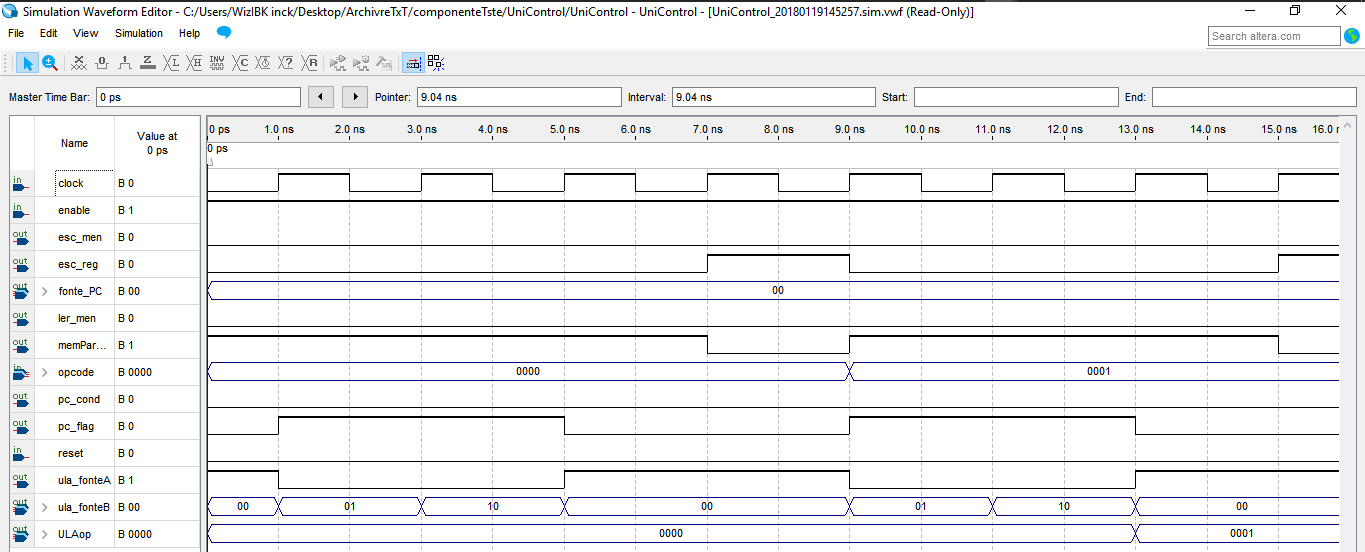 Simulation Waveform Editor - C:/Users/WizIBK inck/Desktop/ArchivreTxT/componenteTste/UniControl/UniControl - UniControl - [UniControl_20180119145257.sim.vwf (Read-Only)]
File Edit View Simulation Help
Search altera.com
Master Time Bar: 0 ps Pointer: 9.04 ns Interval: 9.04 ns Start: End:
Name Value at 0 ps
0 ps 1.0 ns 2.0 ns 3.0 ns 4.0 ns 5.0 ns 6.0 ns 7.0 ns 8.0 ns 9.0 ns 10.0 ns 11.0 ns 12.0 ns 13.0 ns 14.0 ns 15.0 ns 16.0 n
0 ps
in clock B 0
in enable B 1
out esc_men B 0
out esc_reg B 0
out fonte_PC B 00 00
out ler_men B 0
out memPar... B 1
in opcode B 0000 0000 0001
out pc_cond B 0
out pc_flag B 0
in reset B 0
out ula_fonteA B 1
out ula_fonteB B 00 00 01 10 00 01 10 00
out ULAop B 0000 0000 0001